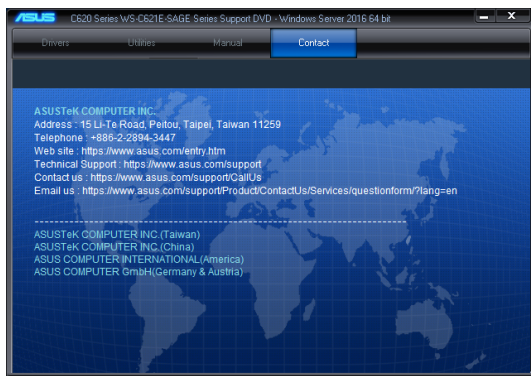 ASUS C620 Series WS-C621E-SAGE Series Support DVD - Windows Server 2016 64 bit
Drivers Utilities Manual Contact
ASUSTeK COMPUTER INC.
Address : 15 Li-Te Road, Peitou, Taipei, Taiwan 11259
Telephone : +886-2-2894-3447
Web site : https://www.asus.com/entry.htm
Technical Support : https://www.asus.com/support
Contact us : https://www.asus.com/support/CallUs
Email us : https://www.asus.com/support/Product/ContactUs/Services/questionform/?lang=en
ASUSTeK COMPUTER INC.(Taiwan)
ASUSTeK COMPUTER INC.(China)
ASUS COMPUTER INTERNATIONAL(America)
ASUS COMPUTER GmbH(Germany & Austria)